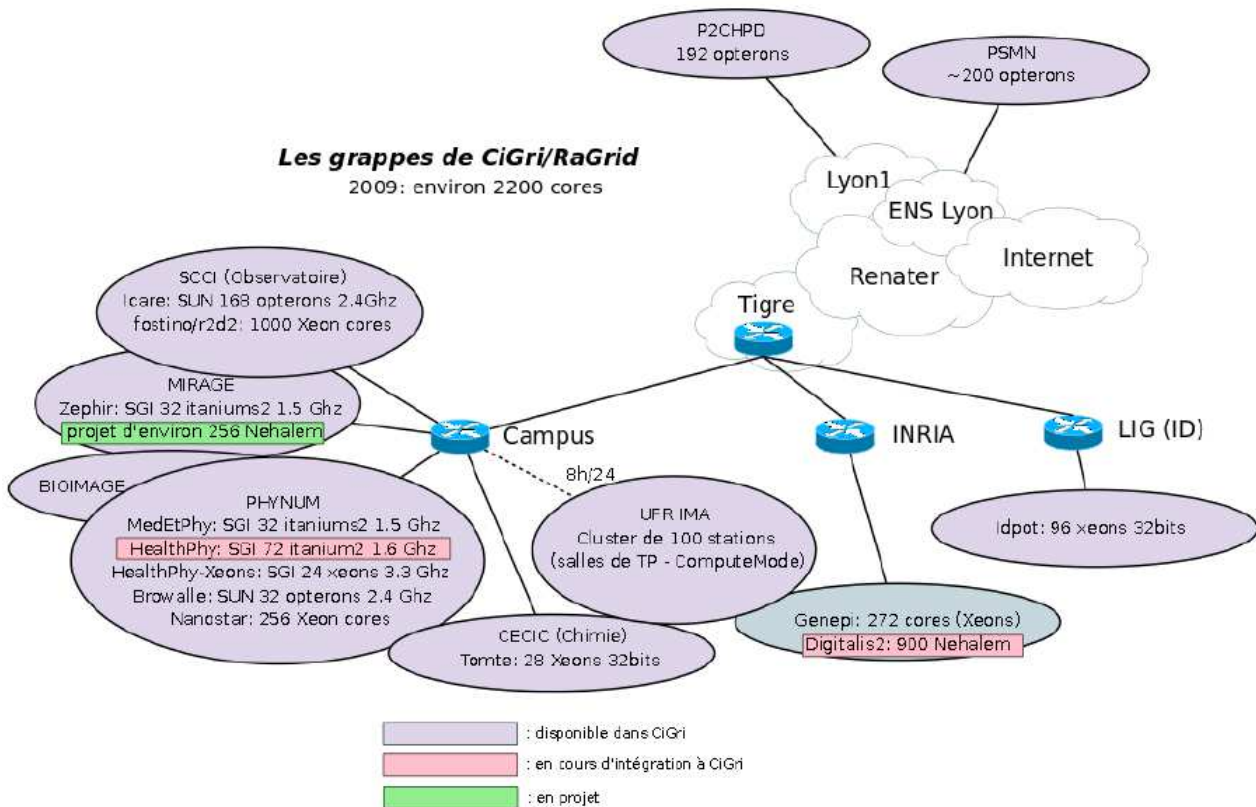 P2CHPD
192 opterons
PSMN
~200 opterons
Les grappes de CiGri/RaGrid
2009: environ 2200 cores
Lyon1
ENS Lyon
Internet
Renater
Tigre
SCCI (Observatoire)
Icare: SUN 168 opterons 2.4Ghz
fostino/r2d2: 1000 Xeon cores
MIRAGE
Zephir: SGI 32 itaniums2 1.5 Ghz
projet d'environ 256 Nehalem
Campus
INRIA
LIG (ID)
8h/24
BIOIMAGE
PHYNUM
MedEtPhy: SGI 32 itaniums2 1.5 Ghz
HealthPhy: SGI 72 itanium2 1.6 Ghz
HealthPhy-Xeons: SGI 24 xeons 3.3 Ghz
Browalle: SUN 32 opterons 2.4 Ghz
Nanostar: 256 Xeon cores
UFR IMA
Cluster de 100 stations
(salles de TP - ComputeMode)
Idpot: 96 xeons 32bits
CECIC (Chimie)
Tomte: 28 Xeons 32bits
Genepi: 272 cores (Xeons)
Digitalis2: 900 Nehalem
: disponible dans CiGri
: en cours d'intégration à CiGri
: en projet